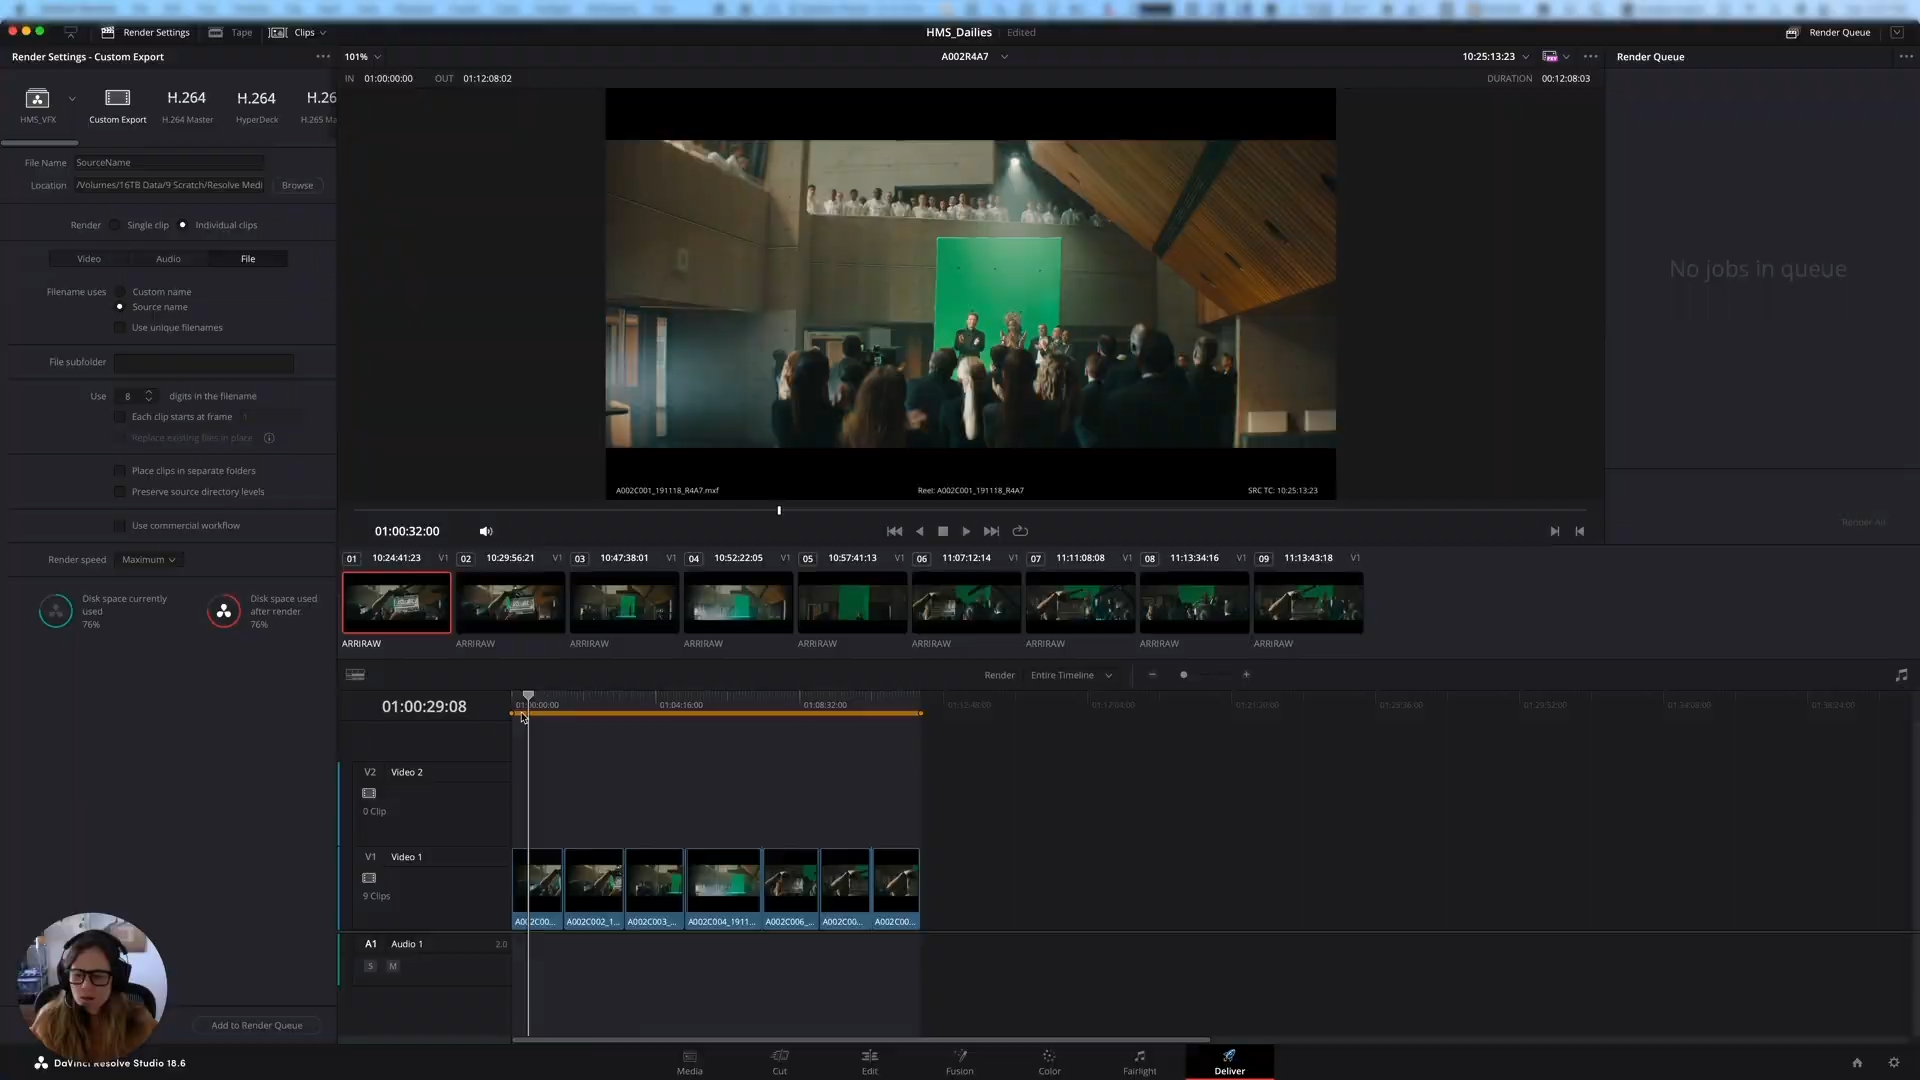 Render Settings
Tape
Clips
HMS_Dailies
Edited
Render Queue
Render Settings - Custom Export
101%
A002R4A7
10:25:13:23
Render Queue
IN 01:00:00:00 OUT 01:12:08:02
DURATION 00:12:08:03
HMS_VFX
Custom Export
H.264
H.264 Master
H.264
HyperDeck
H.26
H.265 Ma
File Name SourceName
Location /Volumes/16TB Data/9 Scratch/Resolve Medi
Browse
Render Single clip Individual clips
Video Audio File
Filename uses Custom name
Source name
Use unique filenames
File subfolder
Use 8 digits in the filename
Each clip starts at frame 1
Replace existing files in place
Place clips in separate folders
Preserve source directory levels
Use commercial workflow
Render speed Maximum
Disk space currently used 76%
Disk space used after render 76%
Add to Render Queue
A002C001_191118_R4A7.mxf
Reel: A002C001_191118_R4A7
SRC TC: 10:25:13:23
No jobs in queue
Render All
01:00:32:00
01 10:24:41:23 V1
02 10:29:56:21 V1
03 10:47:38:01 V1
04 10:52:22:05 V1
05 10:57:41:13 V1
06 11:07:12:14 V1
07 11:11:08:08 V1
08 11:13:34:16 V1
09 11:13:43:18 V1
ARRIRAW ARRIRAW ARRIRAW ARRIRAW ARRIRAW ARRIRAW ARRIRAW ARRIRAW ARRIRAW
Render Entire Timeline
01:00:29:08
01:00:00:00 01:04:16:00 01:08:32:00 01:12:48:00 01:17:04:00 01:21:20:00 01:25:36:00 01:29:52:00 01:34:08:00 01:38:24:00
V2 Video 2
0 Clip
V1 Video 1
9 Clips
A002C00... A002C002_1... A002C003_... A002C004_1911... A002C006_... A002C00... A002C00...
A1 Audio 1 2.0
S M
DaVinci Resolve Studio 18.6
Media Cut Edit Fusion Color Fairlight Deliver